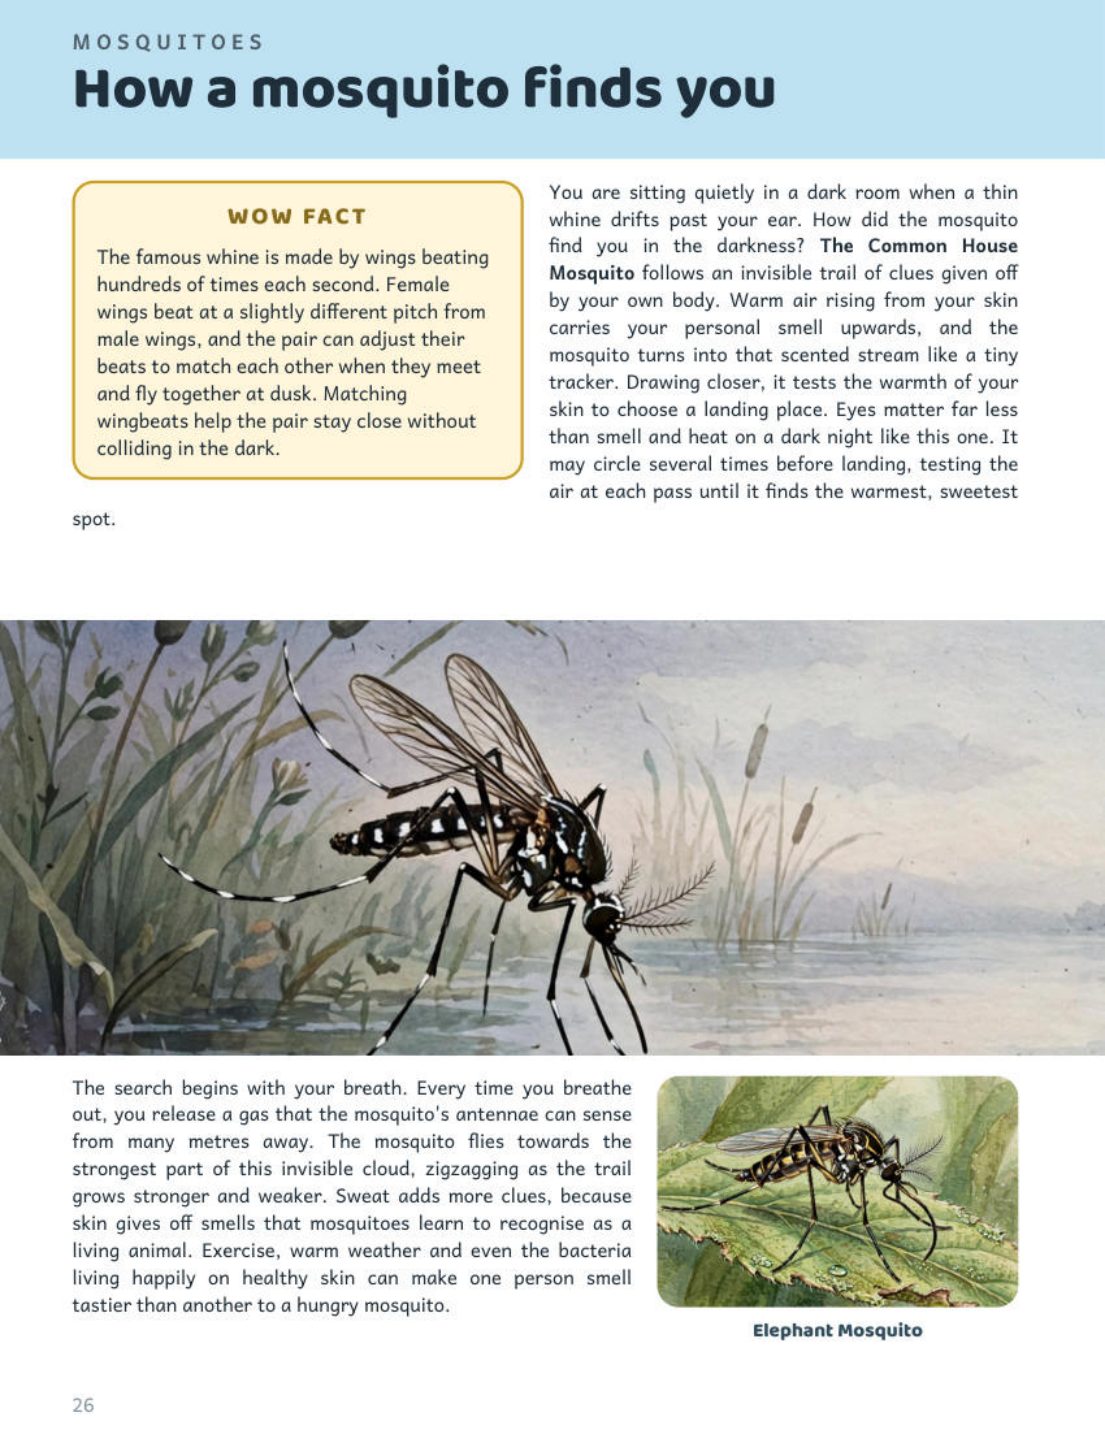 MOSQUITOES
How a mosquito finds you
WOW FACT
The famous whine is made by wings beating
hundreds of times each second. Female
wings beat at a slightly different pitch from
male wings, and the pair can adjust their
beats to match each other when they meet
and fly together at dusk. Matching
wingbeats help the pair stay close without
colliding in the dark.
You are sitting quietly in a dark room when a thin
whine drifts past your ear. How did the mosquito
find you in the darkness? The Common House
Mosquito follows an invisible trail of clues given off
by your own body. Warm air rising from your skin
carries your personal smell upwards, and the
mosquito turns into that scented stream like a tiny
tracker. Drawing closer, it tests the warmth of your
skin to choose a landing place. Eyes matter far less
than smell and heat on a dark night like this one. It
may circle several times before landing, testing the
air at each pass until it finds the warmest, sweetest
spot.
The search begins with your breath. Every time you breathe
out, you release a gas that the mosquito's antennae can sense
from many metres away. The mosquito flies towards the
strongest part of this invisible cloud, zigzagging as the trail
grows stronger and weaker. Sweat adds more clues, because
skin gives off smells that mosquitoes learn to recognise as a
living animal. Exercise, warm weather and even the bacteria
living happily on healthy skin can make one person smell
tastier than another to a hungry mosquito.
Elephant Mosquito
26